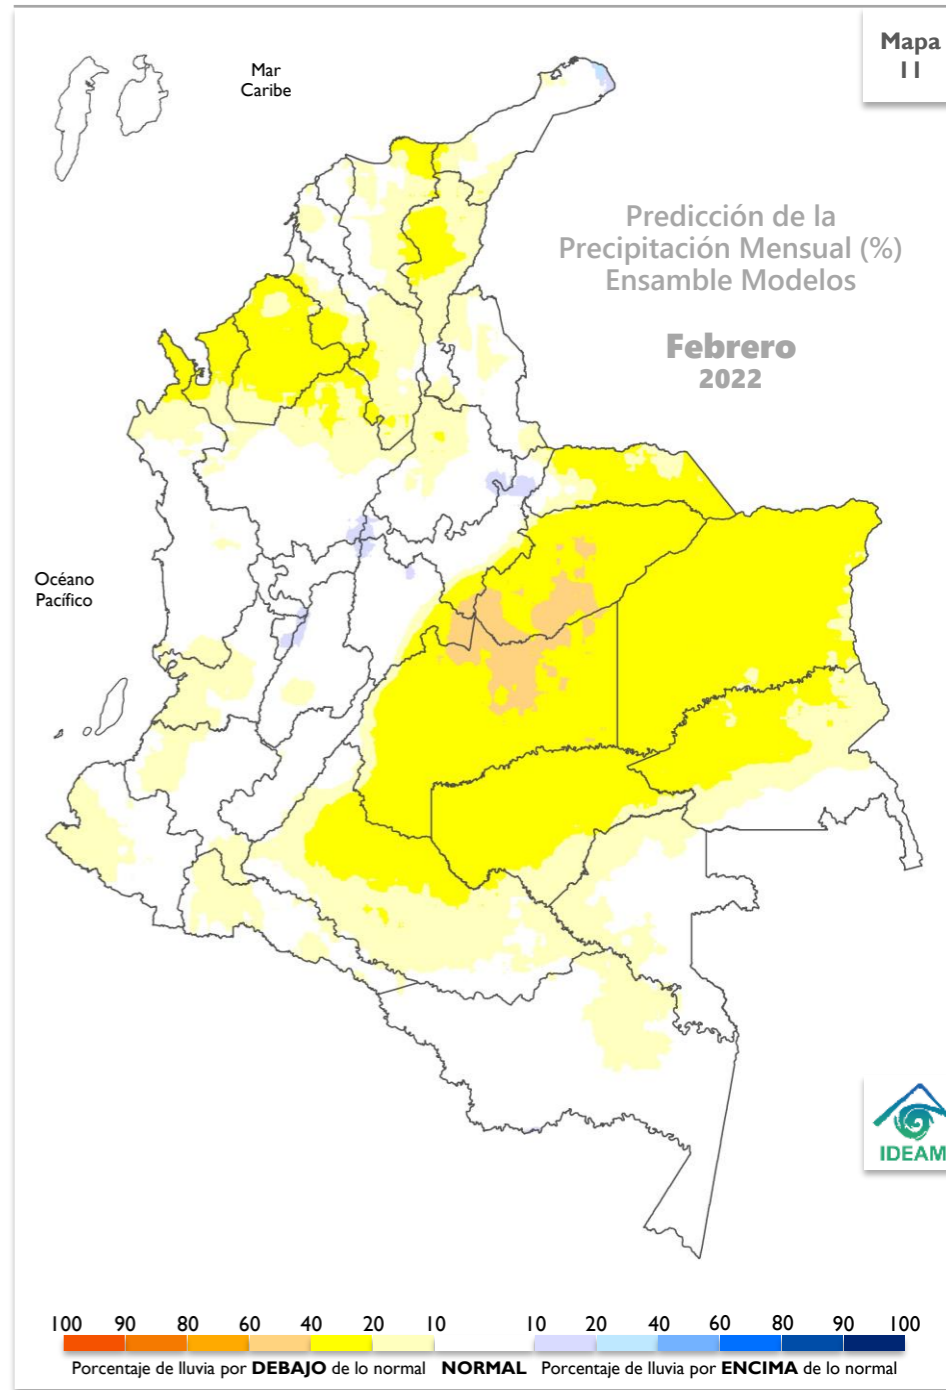 Mapa
11
Mar
Caribe
Predicción de la
Precipitación Mensual (%)
Ensamble Modelos
Febrero
2022
Océano
Pacífico
IDEAM
100 90 80 60 40 20 10 10 20 40 60 80 90 100
Porcentaje de lluvia por DEBAJO de lo normal NORMAL Porcentaje de lluvia por ENCIMA de lo normal